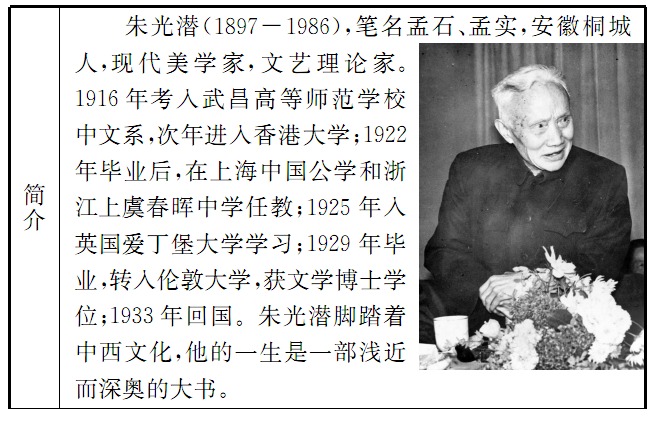 简介
朱光潜(1897－1986),笔名孟石、孟实,安徽桐城
人,现代美学家,文艺理论家。
1916年考入武昌高等师范学校
中文系,次年进入香港大学;1922
年毕业后,在上海中国公学和浙
江上虞春晖中学任教;1925年入
英国爱丁堡大学学习;1929年毕
业,转入伦敦大学,获文学博士学
位;1933年回国。朱光潜脚踏着
中西文化,他的一生是一部浅近
而深奥的大书。